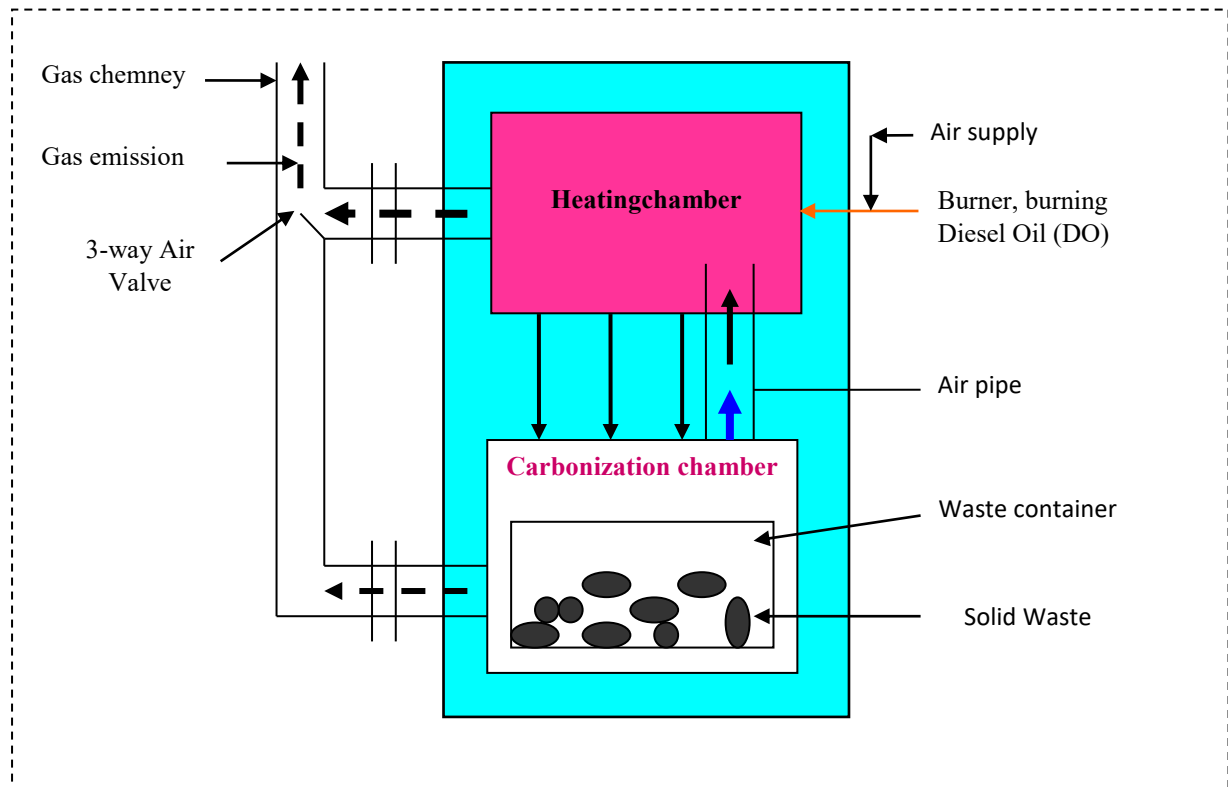 Gas chemney
Gas emission
3-way Air
Valve
Heatingchamber
Air supply
Burner, burning
Diesel Oil (DO)
Air pipe
Carbonization chamber
Waste container
Solid Waste